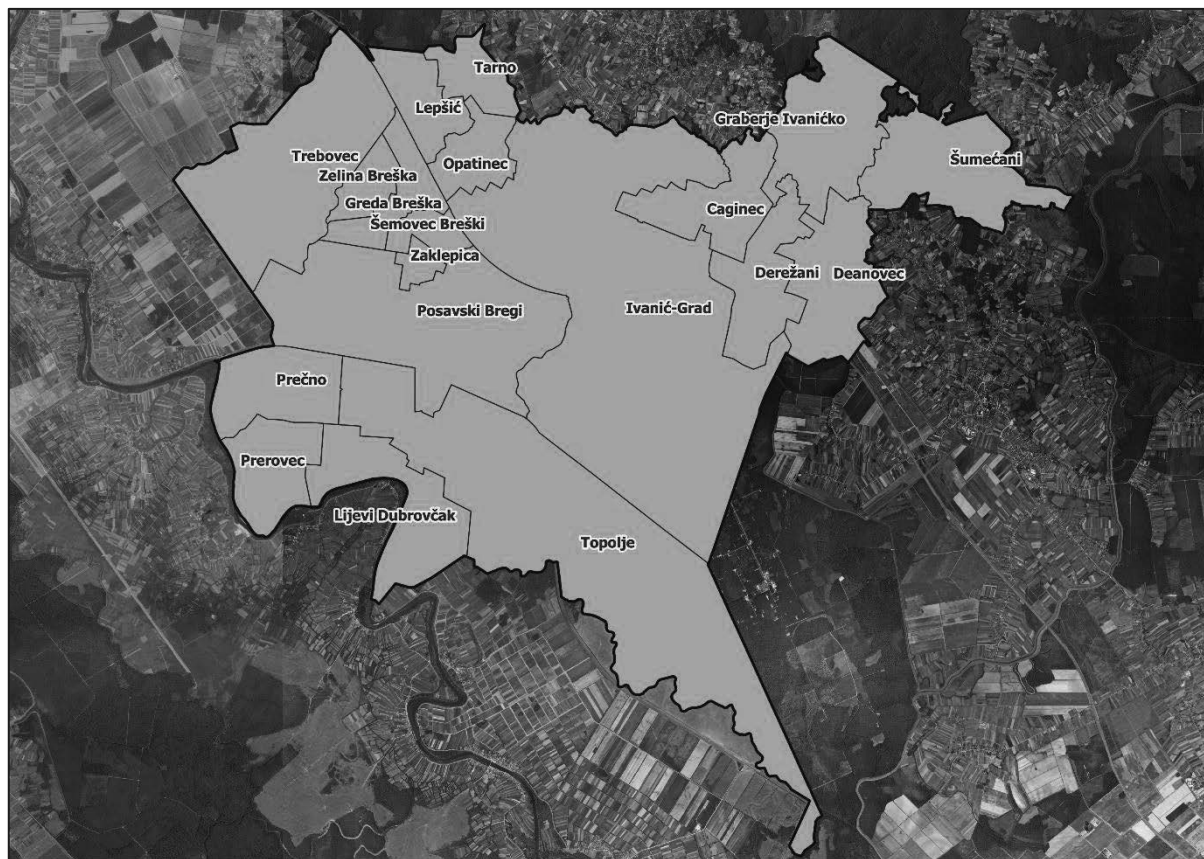 Tarno
Lepšić
Graberje Ivanićko
Trebovec
Opatinec
Šumećani
Zelina Breška
Greda Breška
Caginec
Šemovec Breški
Zaklepica
Derežani
Deanovec
Posavski Bregi
Ivanić-Grad
Prečno
Prerovec
Lijevi Dubrovčak
Topolje